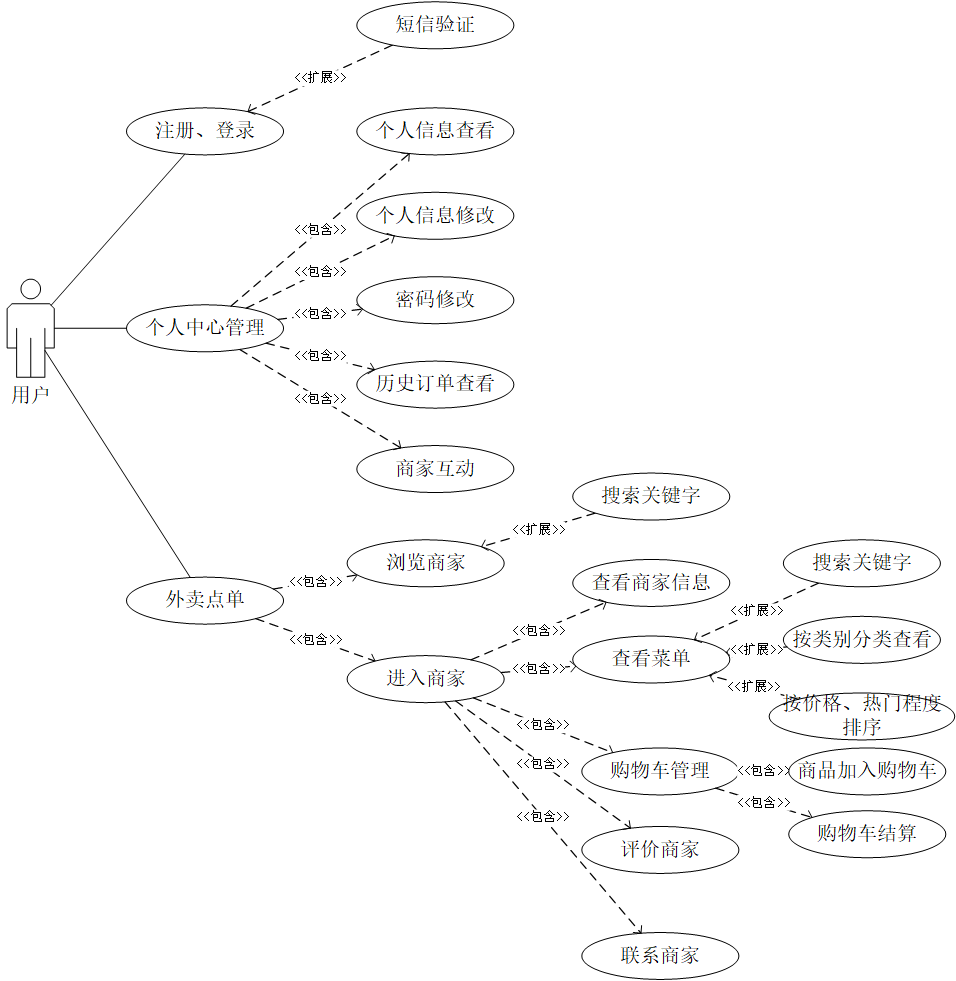 短信验证
<<扩展>>
注册、登录
个人信息查看
<<包含>>
个人信息修改
<<包含>>
密码修改
<<包含>>
个人中心管理
<<包含>>
历史订单查看
<<包含>>
用户
商家互动
搜索关键字
<<扩展>>
浏览商家
<<包含>>
外卖点单
<<包含>>
进入商家
查看商家信息
<<包含>>
搜索关键字
<<扩展>>
查看菜单
<<包含>>
按类别分类查看
<<扩展>>
<<扩展>>
按价格、热门程度
排序
<<包含>>
购物车管理
<<包含>>
商品加入购物车
<<包含>>
购物车结算
<<包含>>
评价商家
<<包含>>
联系商家